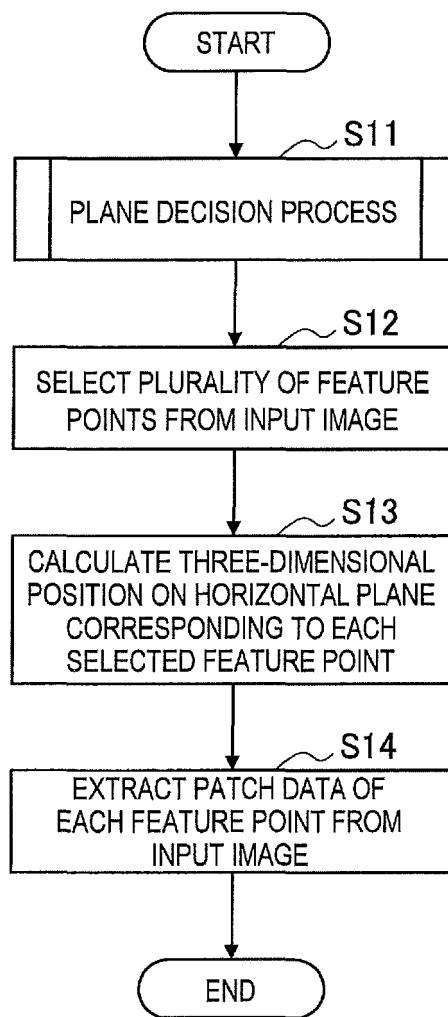 START
S11
PLANE DECISION PROCESS
S12
SELECT PLURALITY OF FEATURE
POINTS FROM INPUT IMAGE
S13
CALCULATE THREE-DIMENSIONAL
POSITION ON HORIZONTAL PLANE
CORRESPONDING TO EACH
SELECTED FEATURE POINT
S14
EXTRACT PATCH DATA OF
EACH FEATURE POINT FROM
INPUT IMAGE
END